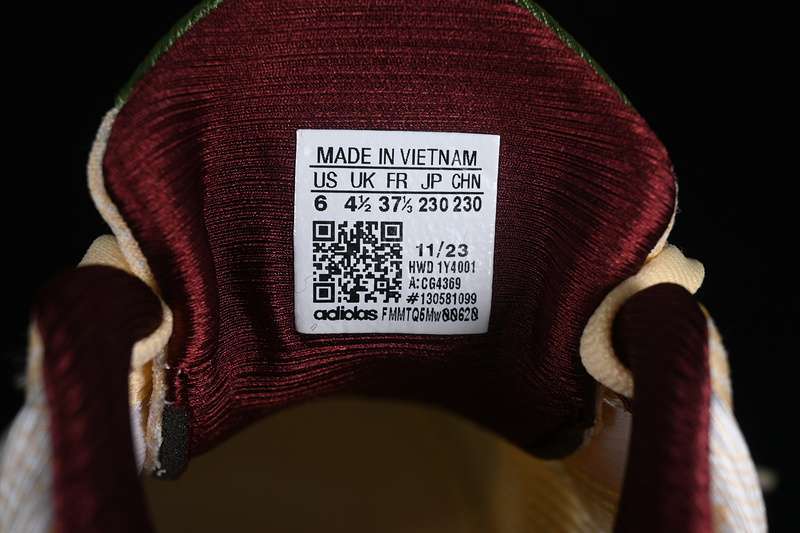 MADE IN VIETNAM
US UK FR JP CHN
6 4½ 37⅓ 230 230
11/23
HWD 1Y4001
A:CG4369
#130581099
adidas FMMTQ6Mw00620